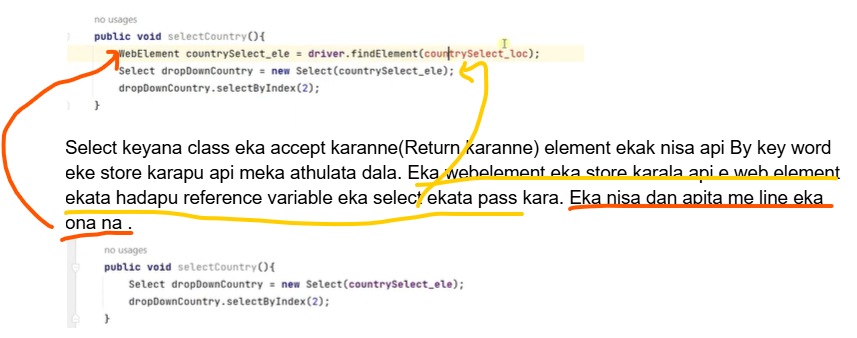 no usages
public void selectCountry(){
WebElement countrySelect_ele = driver.findElement(countrySelect_loc);
Select dropDownCountry = new Select(countrySelect_ele);
dropDownCountry.selectByIndex(2);
}
Select keyana class eka accept karanne(Return karanne) element ekak nisa api By key word
eke store karapu api meka athulata dala. Eka webelement eka store karala api e web element
ekata hadapu reference variable eka select ekata pass kara. Eka nisa dan apita me line eka
ona na .
no usages
public void selectCountry(){
Select dropDownCountry = new Select(countrySelect_ele);
dropDownCountry.selectByIndex(2);
}